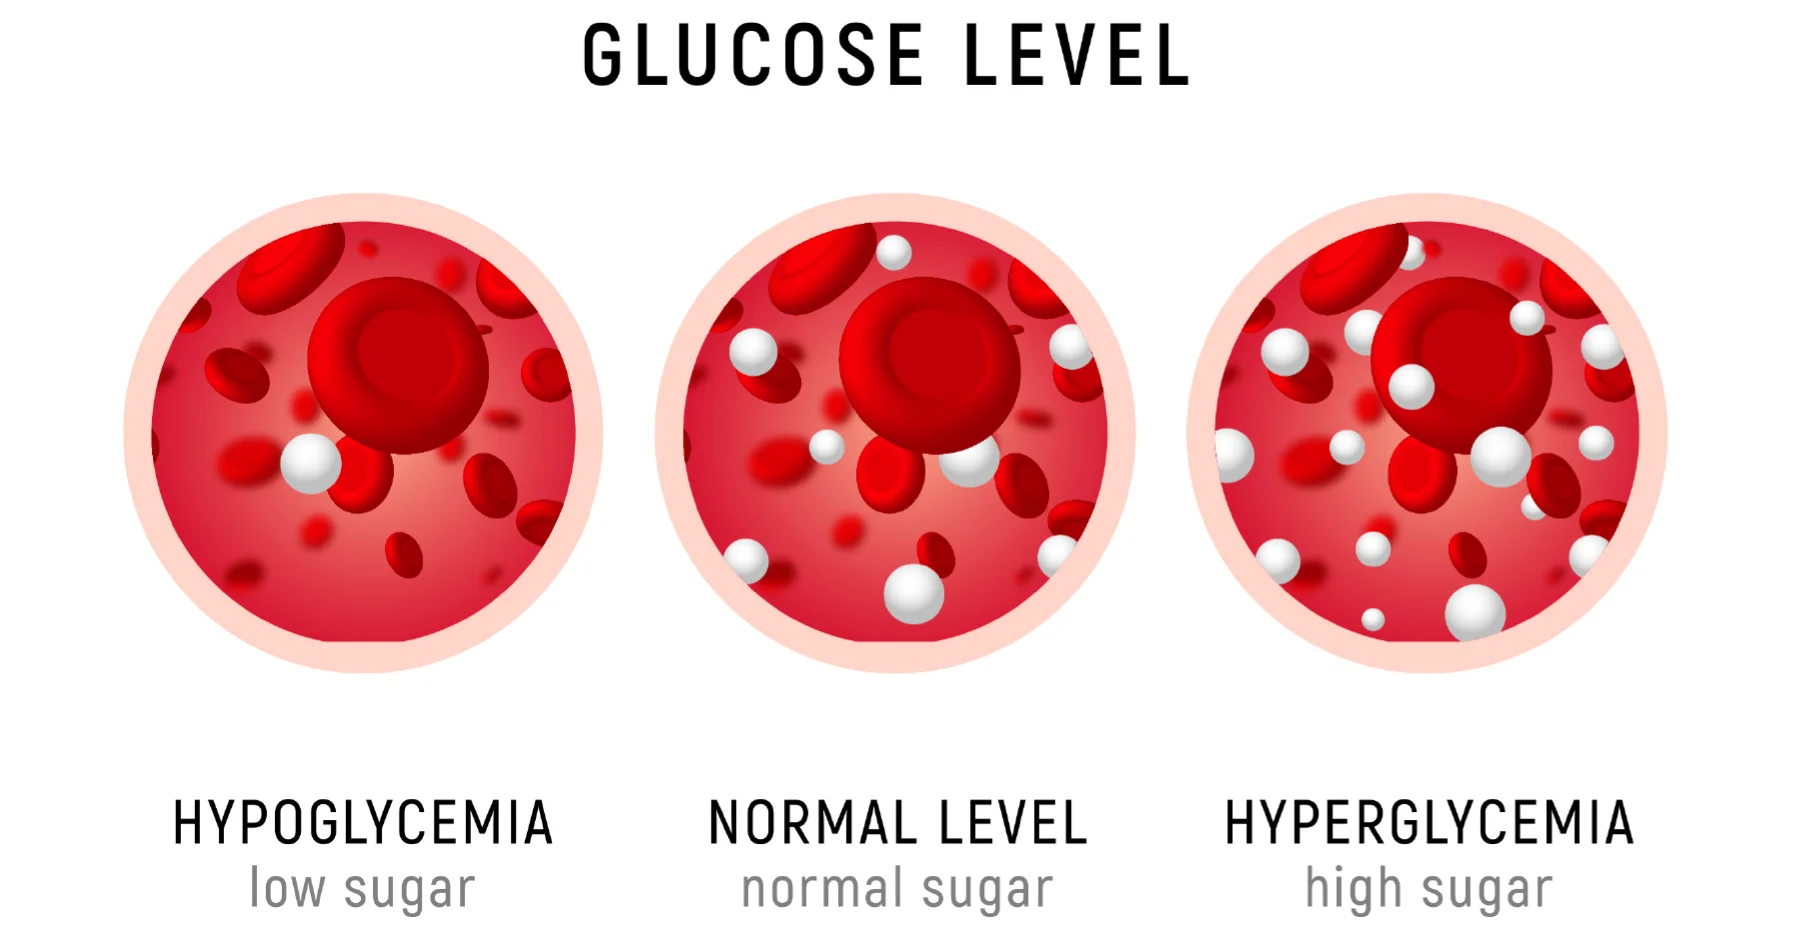 GLUCOSE LEVEL
HYPOGLYCEMIA
low sugar
NORMAL LEVEL
normal sugar
HYPERGLYCEMIA
high sugar